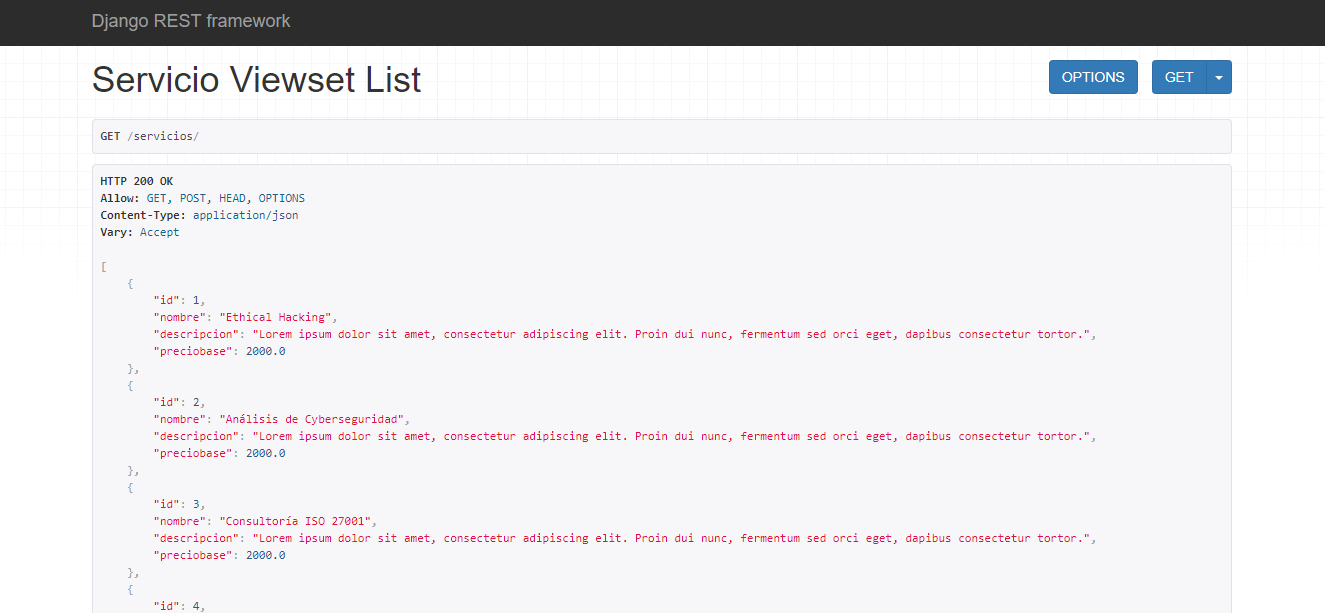 Django REST framework
Servicio Viewset List
OPTIONS
GET
GET /servicios/
HTTP 200 OK
Allow: GET, POST, HEAD, OPTIONS
Content-Type: application/json
Vary: Accept
[
    {
        "id": 1,
        "nombre": "Ethical Hacking",
        "descripcion": "Lorem ipsum dolor sit amet, consectetur adipiscing elit. Proin dui nunc, fermentum sed orci eget, dapibus consectetur tortor.",
        "preciobase": 2000.0
    },
    {
        "id": 2,
        "nombre": "Análisis de Cyberseguridad",
        "descripcion": "Lorem ipsum dolor sit amet, consectetur adipiscing elit. Proin dui nunc, fermentum sed orci eget, dapibus consectetur tortor.",
        "preciobase": 2000.0
    },
    {
        "id": 3,
        "nombre": "Consultoría ISO 27001",
        "descripcion": "Lorem ipsum dolor sit amet, consectetur adipiscing elit. Proin dui nunc, fermentum sed orci eget, dapibus consectetur tortor.",
        "preciobase": 2000.0
    },
    {
        "id": 4,